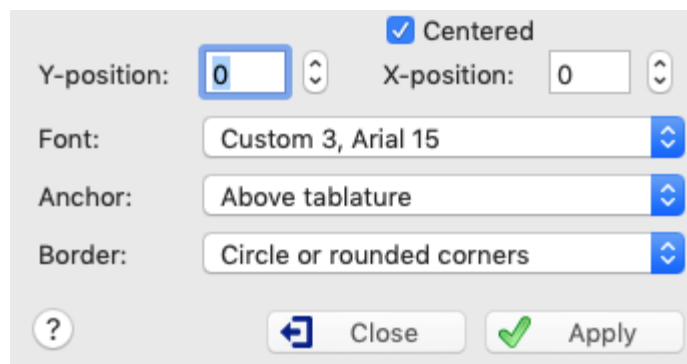 Centered
Y-position: 0 X-position: 0
Font: Custom 3, Arial 15
Anchor: Above tablature
Border: Circle or rounded corners
? Close Apply